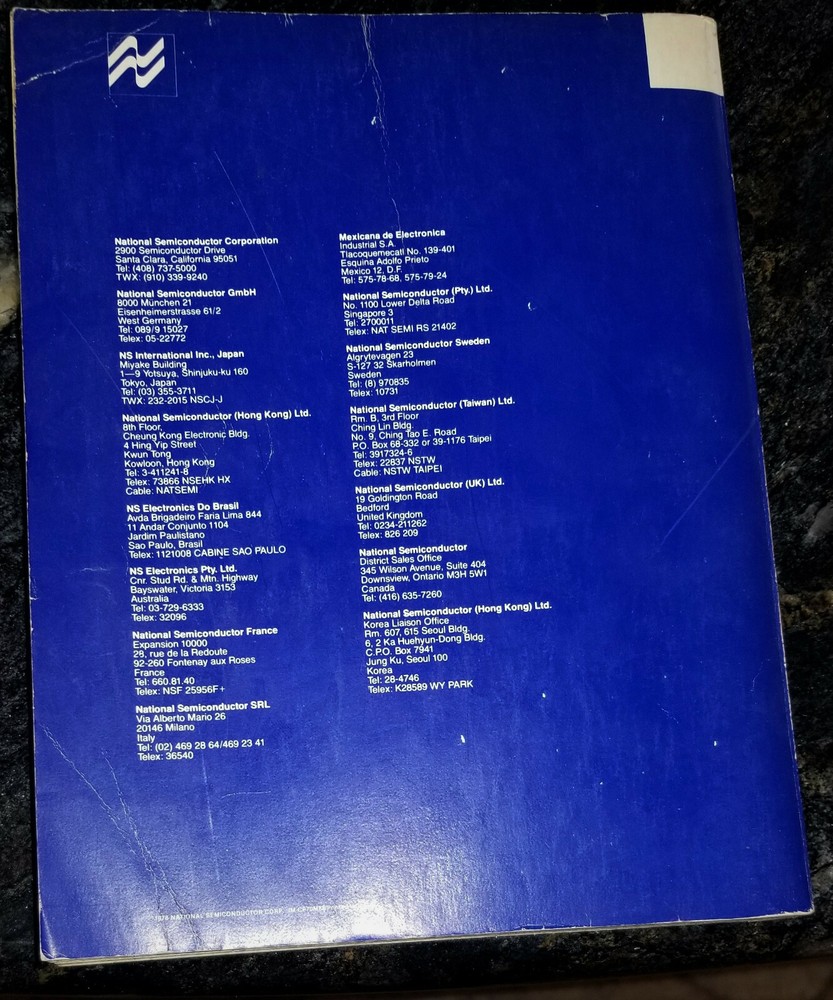 National Semiconductor Corporation
2900 Semiconductor Drive
Santa Clara, California 95051
Tel: (408) 737-5000
TWX: (910) 339-9240
National Semiconductor GmbH
8000 München 21
Eisenheimerstrasse 61/2
West Germany
Tel: 089/9 15027
Telex: 05-22772
NS International Inc., Japan
Miyake Building
1—9 Yotsuya, Shinjuku-ku 160
Tokyo, Japan
Tel: (03) 355-3711
TWX: 232-2015 NSCJ-J
National Semiconductor (Hong Kong) Ltd.
8th Floor,
Cheung Kong Electronic Bldg.
4 Hing Yip Street
Kwun Tong
Kowloon, Hong Kong
Tel: 3-411241-8
Telex: 73866 NSEHK HX
Cable: NATSEMI
NS Electronics Do Brasil
Avda Brigadeiro Faria Lima 844
11 Andar Conjunto 1104
Jardim Paulistano
Sao Paulo, Brasil
Telex: 1121008 CABINE SAO PAULO
NS Electronics Pty. Ltd.
Cnr. Stud Rd. & Mtn. Highway
Bayswater, Victoria 3153
Australia
Tel: 03-729-6333
Telex: 32096
National Semiconductor France
Expansion 10000
28, rue de la Redoute
92-260 Fontenay aux Roses
France
Tel: 660.81.40
Telex: NSF 25956F+
National Semiconductor SRL
Via Alberto Mario 26
20146 Milano
Italy
Tel: (02) 469 28 64/469 23 41
Telex: 36540
Mexicana de Electronica
Industrial S.A.
Tlacoquemecatl No. 139-401
Esquina Adolfo Prieto
Mexico 12, D.F.
Tel: 575-78-68, 575-79-24
National Semiconductor (Pty.) Ltd.
No. 1100 Lower Delta Road
Singapore 3
Tel: 2700011
Telex: NAT SEMI RS 21402
National Semiconductor Sweden
Algrytevagen 23
S-127 32 Skarholmen
Sweden
Tel: (8) 970835
Telex: 10731
National Semiconductor (Taiwan) Ltd.
Rm. B, 3rd Floor
Ching Lin Bldg.
No. 9, Ching Tao E. Road
P.O. Box 68-332 or 39-1176 Taipei
Tel: 3917324-6
Telex: 22837 NSTW
Cable: NSTW TAIPEI
National Semiconductor (UK) Ltd.
19 Goldington Road
Bedford
United Kingdom
Tel: 0234-211262
Telex: 826 209
National Semiconductor
District Sales Office
345 Wilson Avenue, Suite 404
Downsview, Ontario M3H 5W1
Canada
Tel: (416) 635-7260
National Semiconductor (Hong Kong) Ltd.
Korea Liaison Office
Rm. 607, 615 Seoul Bldg.
6, 2 Ka Huehyun-Dong Bldg.
C.P.O. Box 7941
Jung Ku, Seoul 100
Korea
Tel: 28-4746
Telex: K28589 WY PARK
NATIONAL SEMICONDUCTOR CORP.